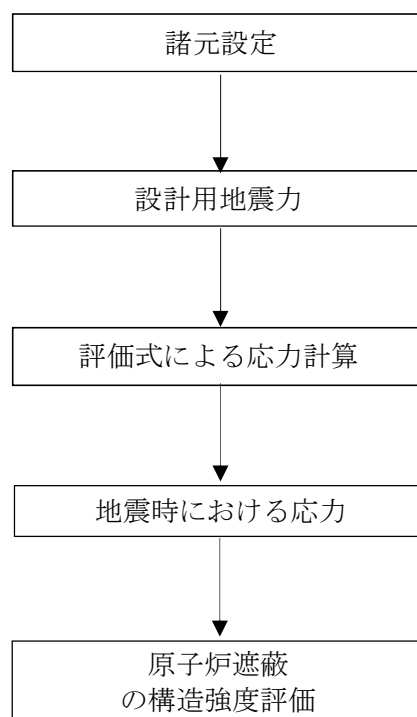 諸元設定
設計用地震力
評価式による応力計算
地震時における応力
原子炉遮蔽
の構造強度評価